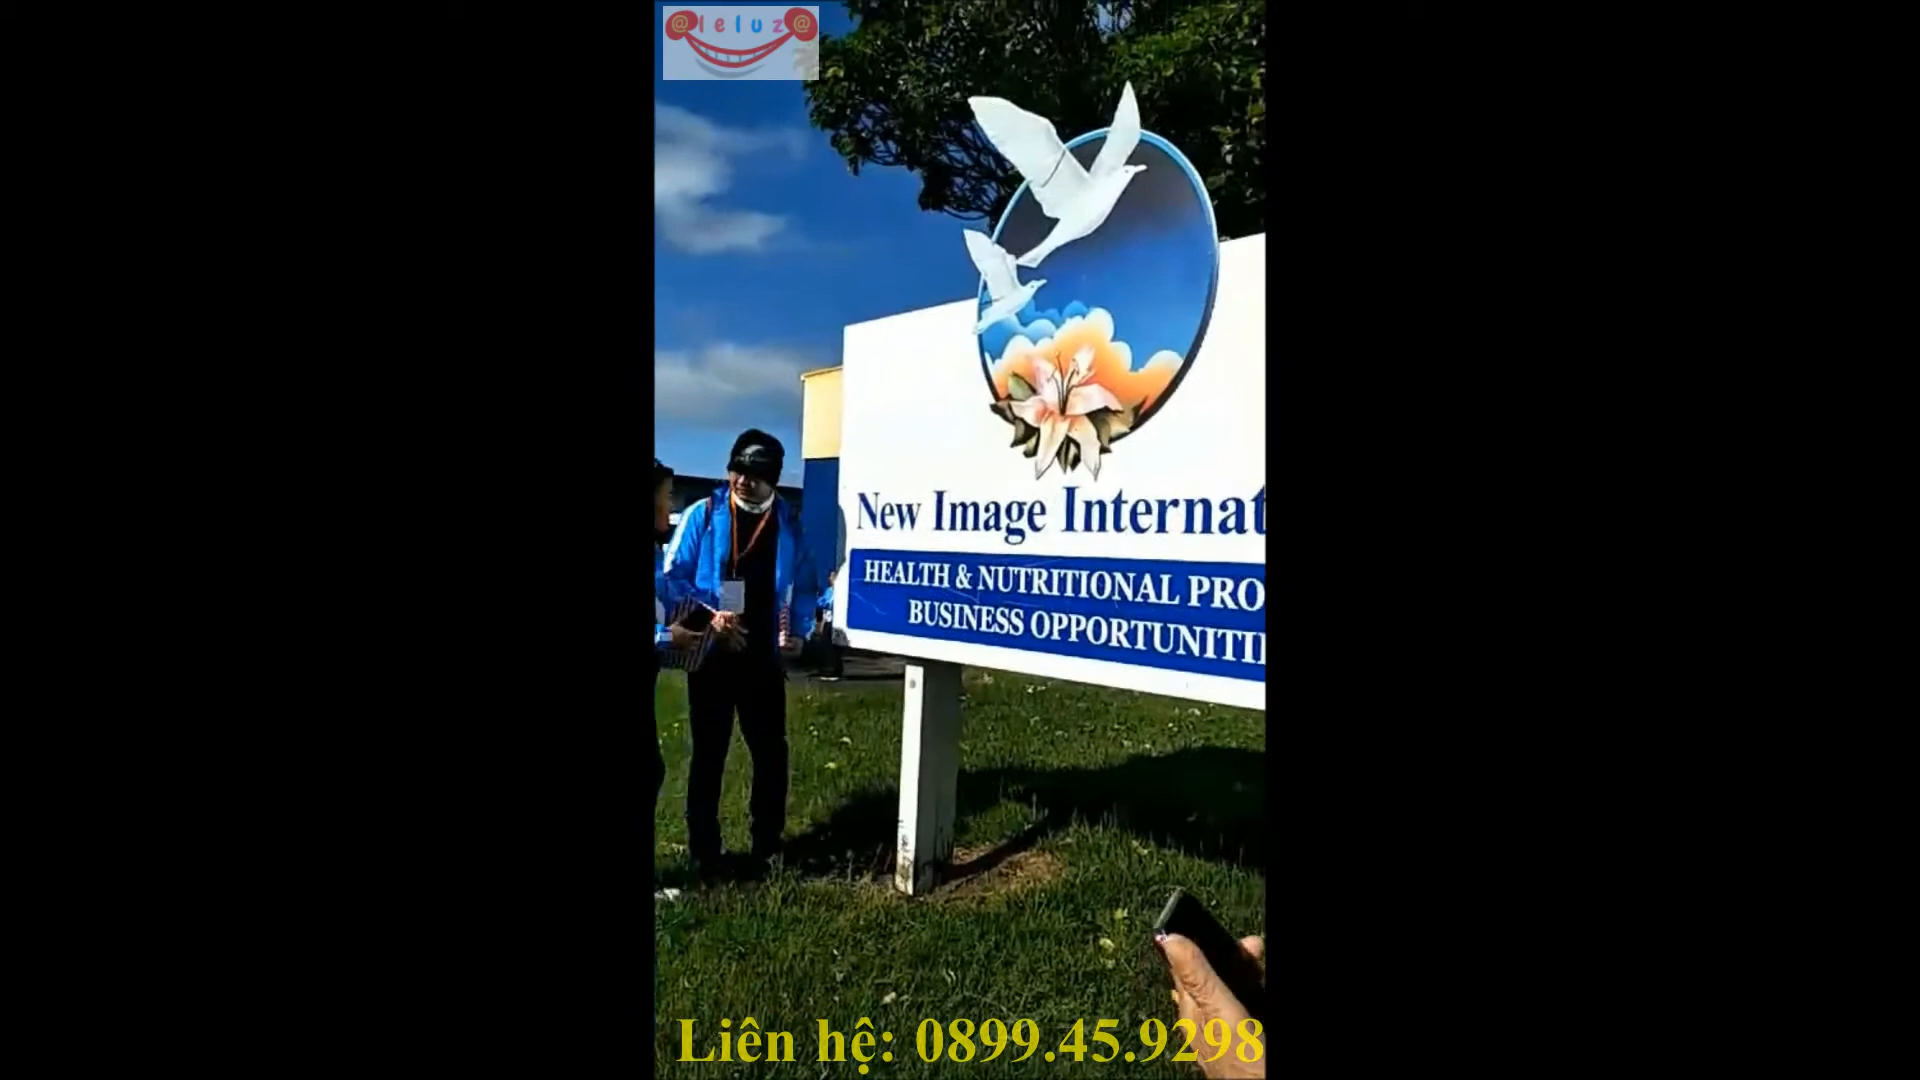 @leluz@
New Image Internat
HEALTH & NUTRITIONAL PRO
BUSINESS OPPORTUNITI
Liên hệ: 0899.45.9298